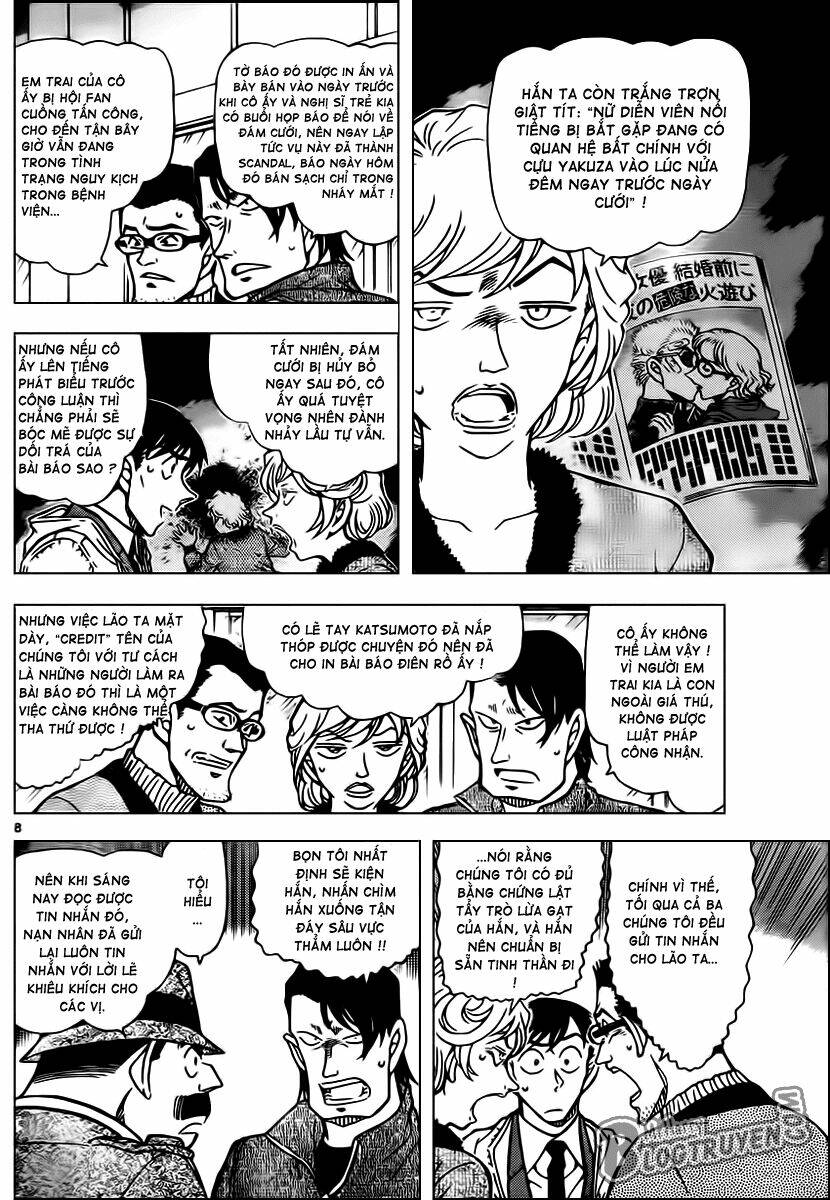 HẮN TA CÒN TRẮNG TRỢN
GIẬT TÍT: "NỮ DIỄN VIÊN NỔI
TIẾNG BỊ BẮT GẶP ĐANG CÓ
QUAN HỆ BẤT CHÍNH VỚI
CỰU YAKUZA VÀO LÚC NỬA
ĐÊM NGAY TRƯỚC NGÀY
CƯỚI" !
女優 結婚前に
火遊び
TỜ BÁO ĐÓ ĐƯỢC IN ẤN VÀ
BÀY BÁN VÀO NGÀY TRƯỚC
KHI CÔ ẤY VÀ NGHỊ SĨ TRẺ KIA
CÓ BUỔI HỌP BÁO ĐỂ NÓI VỀ
ĐÁM CƯỚI, NÊN NGAY LẬP
TỨC VỤ NÀY ĐÃ THÀNH
SCANDAL, BÁO NGÀY HÔM
ĐÓ BÁN SẠCH CHỈ TRONG
NHÁY MẮT !
EM TRAI CỦA CÔ
ẤY BỊ HỘI FAN
CUỒNG TẤN CÔNG,
CHO ĐẾN TẬN BÂY
GIỜ VẪN ĐANG
TRONG TÌNH
TRẠNG NGUY KỊCH
TRONG BỆNH
VIỆN...
TẤT NHIÊN, ĐÁM
CƯỚI BỊ HỦY BỎ
NGAY SAU ĐÓ, CÔ
ẤY QUÁ TUYỆT
VỌNG NHÊN ĐÀNH
NHẢY LẦU TỰ VẪN.
NHƯNG NẾU CÔ
ẤY LÊN TIẾNG
PHÁT BIỂU TRƯỚC
CÔNG LUẬN THÌ
CHẲNG PHẢI SẼ
BÓC MẼ ĐƯỢC SỰ
DỐI TRÁ CỦA
BÀI BÁO SAO ?
CÔ ẤY KHÔNG
THỂ LÀM VẬY !
VÌ NGƯỜI EM
TRAI KIA LÀ CON
NGOÀI GIÁ THÚ,
KHÔNG ĐƯỢC
LUẬT PHÁP
CÔNG NHẬN.
CÓ LẼ TAY KATSUMOTO ĐÃ NẮP
THÓP ĐƯỢC CHUYỆN ĐÓ NÊN ĐÃ
CHO IN BÀI BÁO ĐIÊN RỒ ẤY !
NHƯNG VIỆC LÃO TA MẶT
DÀY, "CREDIT" TÊN CỦA
CHÚNG TÔI VỚI TƯ CÁCH
LÀ NHỮNG NGƯỜI LÀM RA
BÀI BÁO ĐÓ THÌ LÀ MỘT
VIỆC CÀNG KHÔNG THỂ
THA THỨ ĐƯỢC !
8
CHÍNH VÌ THẾ,
TỐI QUA CẢ BA
CHÚNG TÔI ĐỀU
GỬI TIN NHẮN
CHO LÃO TA...
...NÓI RẰNG
CHÚNG TÔI CÓ ĐỦ
BẰNG CHỨNG LẬT
TẨY TRÒ LỪA GẠT
CỦA HẮN, VÀ HẮN
NÊN CHUẨN BỊ
SẴN TINH THẦN ĐI
!
BỌN TÔI NHẤT
ĐỊNH SẼ KIỆN
HẮN, NHẤN CHÌM
HẮN XUỐNG TẬN
ĐÁY SÂU VỰC
THẲM LUÔN !!
TÔI
HIỂU
...
NÊN KHI SÁNG
NAY ĐỌC ĐƯỢC
TIN NHẮN ĐÓ,
NẠN NHÂN ĐÃ GỬI
LẠI LUÔN TIN
NHẮN VỚI LỜI LẼ
KHIÊU KHÍCH CHO
CÁC VỊ.
BLOGTRUYEN.COM